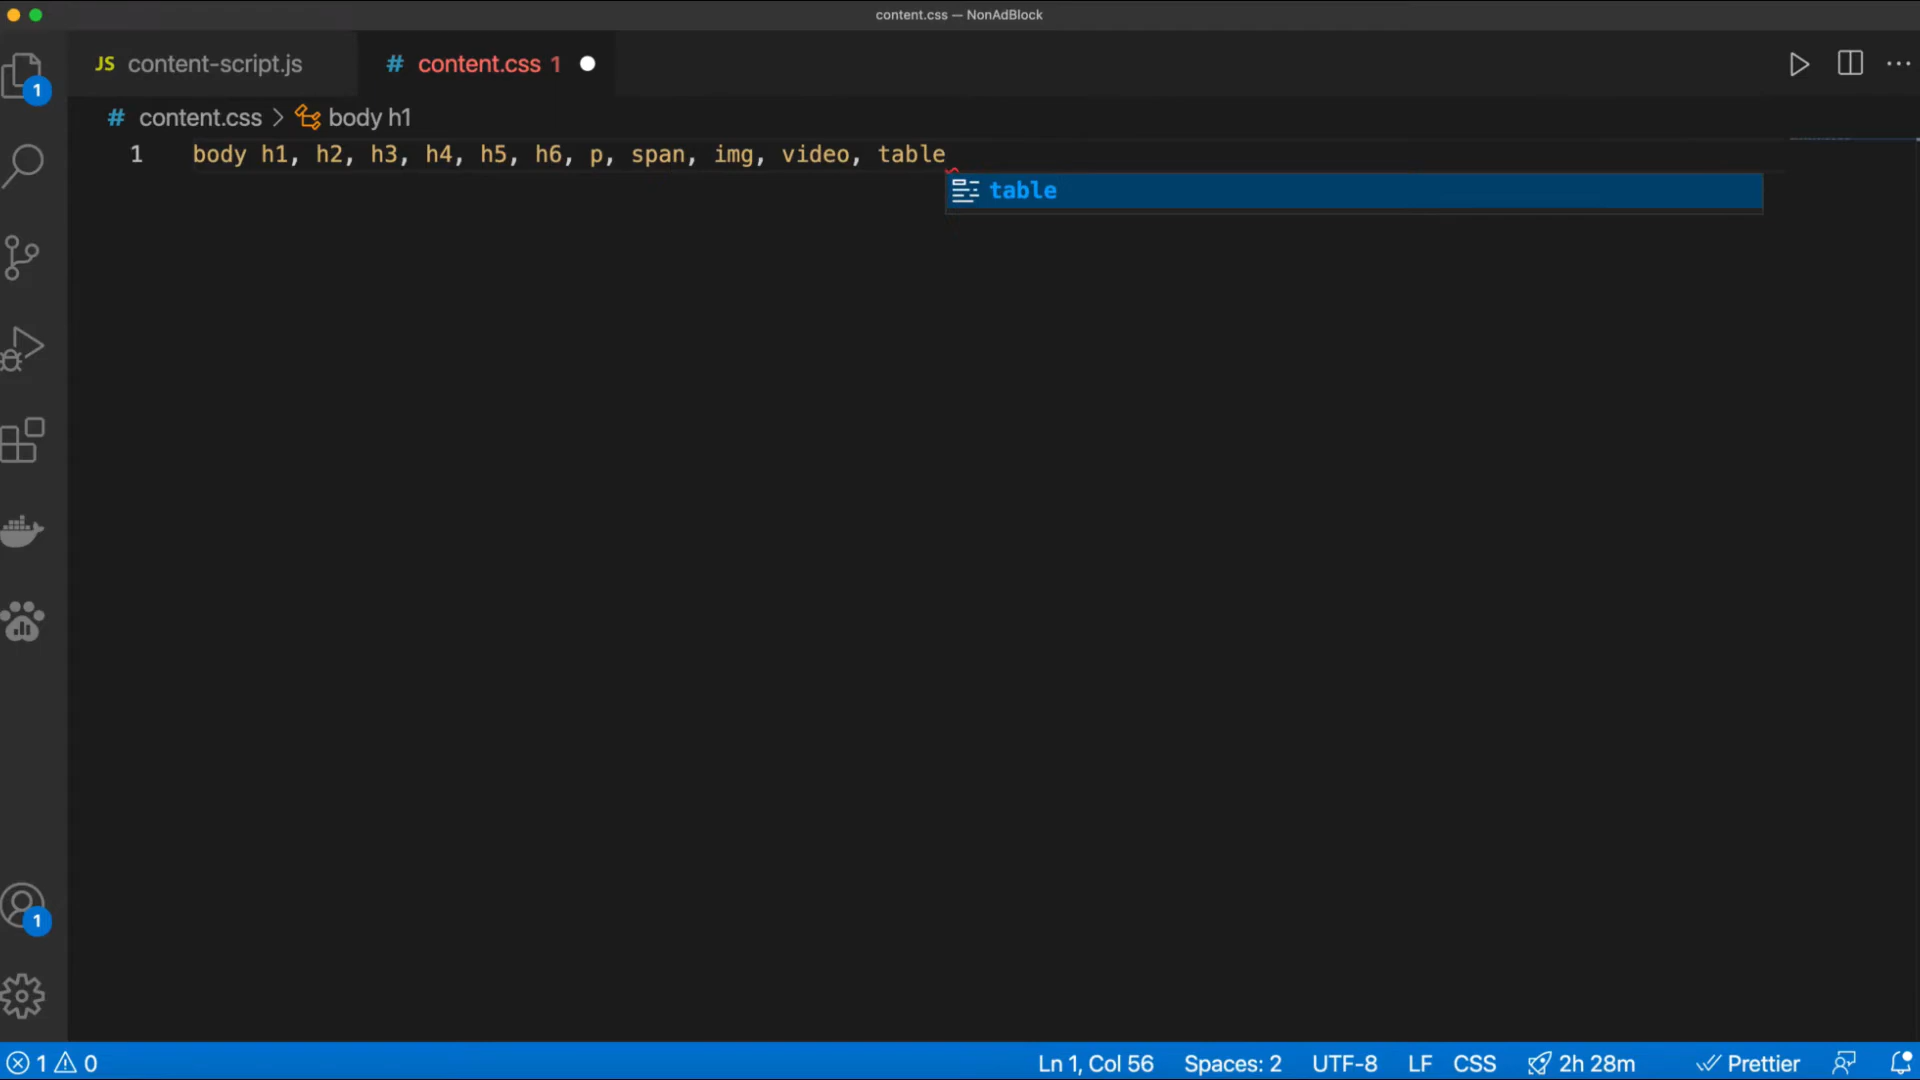 content.css — NonAdBlock
JS content-script.js
# content.css 1
# content.css > body h1
1 body h1, h2, h3, h4, h5, h6, p, span, img, video, table
table
1
1
1 0
Ln 1, Col 56 Spaces: 2 UTF-8 LF CSS 2h 28m Prettier